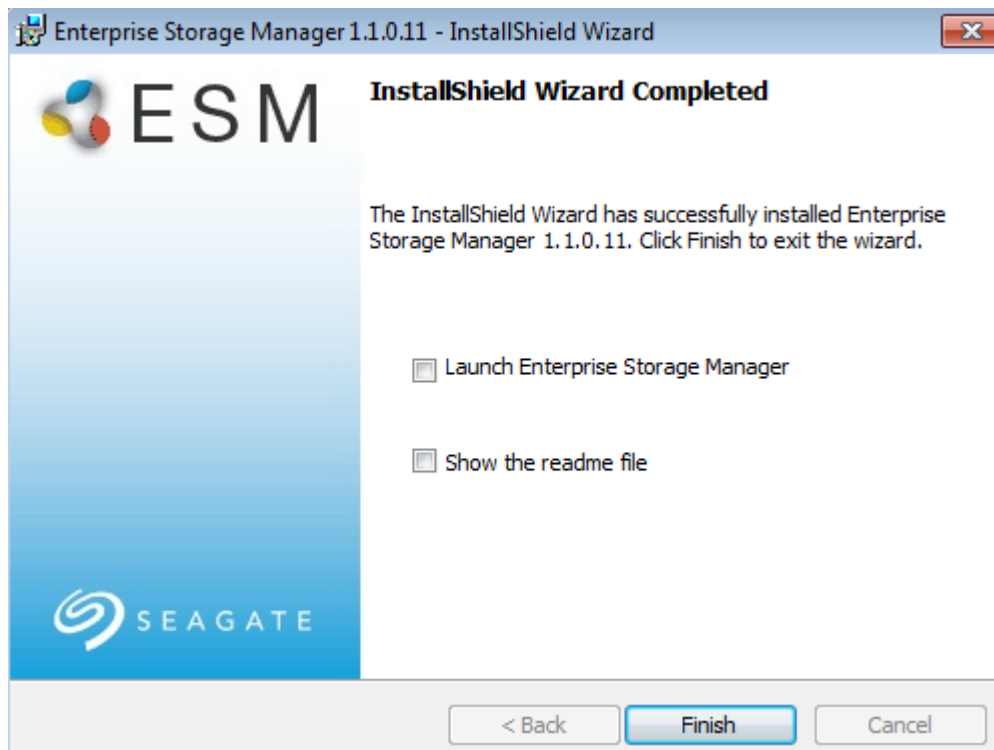 Enterprise Storage Manager 1.1.0.11 - InstallShield Wizard
ESM
InstallShield Wizard Completed
The InstallShield Wizard has successfully installed Enterprise
Storage Manager 1.1.0.11. Click Finish to exit the wizard.
Launch Enterprise Storage Manager
Show the readme file
SEAGATE
< Back Finish Cancel